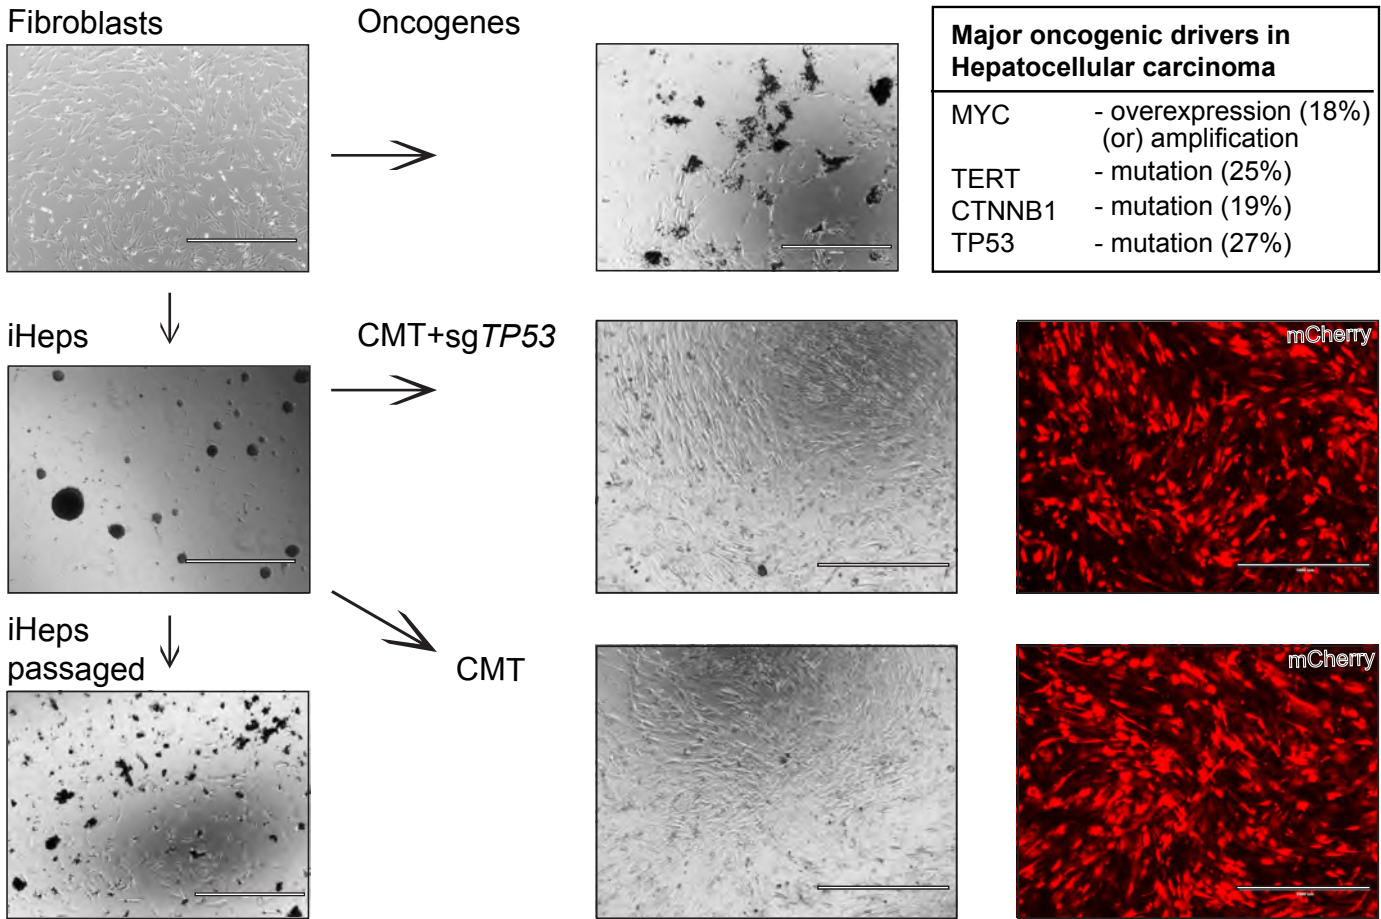 Fibroblasts
Oncogenes
Major oncogenic drivers in
Hepatocellular carcinoma
MYC - overexpression (18%)
(or) amplification
TERT - mutation (25%)
CTNNB1 - mutation (19%)
TP53 - mutation (27%)
iHeps
CMT+sgTP53
mCherry
iHeps
passaged
CMT
mCherry